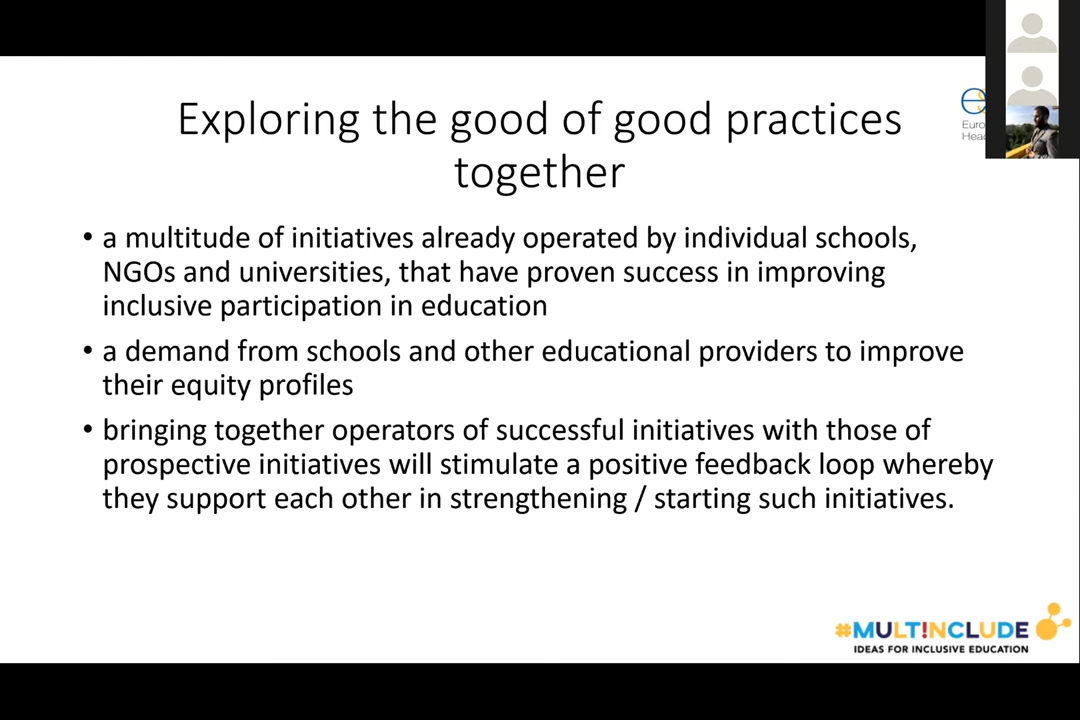 Exploring the good of good practices
together
• a multitude of initiatives already operated by individual schools,
NGOs and universities, that have proven success in improving
inclusive participation in education
• a demand from schools and other educational providers to improve
their equity profiles
• bringing together operators of successful initiatives with those of
prospective initiatives will stimulate a positive feedback loop whereby
they support each other in strengthening / starting such initiatives.
#MULT!NCLUDE
IDEAS FOR INCLUSIVE EDUCATION